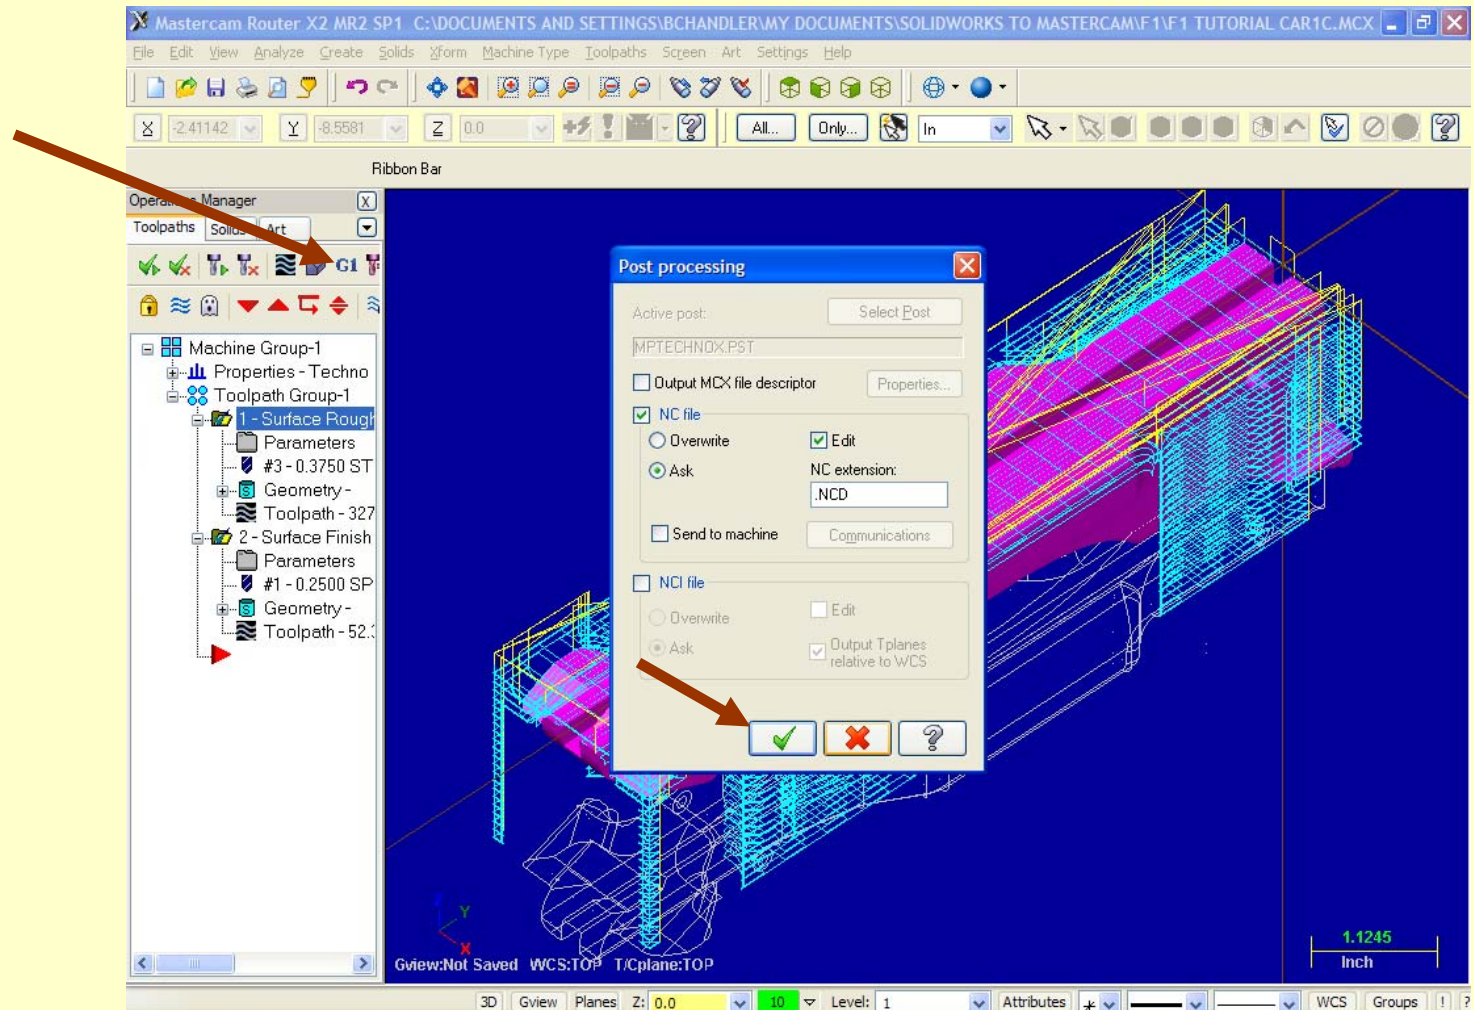 Mastercam Router X2 MR2 SP1 C:\DOCUMENTS AND SETTINGS\BCHANDLER\MY DOCUMENTS\SOLIDWORKS TO MASTERCAM\F1\F1 TUTORIAL CAR1C.MCX
File Edit View Analyze Create Solids Xform Machine Type Toolpaths Screen Art Settings Help
X -2.41142 Y -8.5581 Z 0.0 All... Only... In
Ribbon Bar
Operations Manager
Toolpaths Solids Art
G1
Machine Group-1
Properties - Techno
Toolpath Group-1
1 - Surface Rough
Parameters
#3 - 0.3750 ST
Geometry -
Toolpath - 327
2 - Surface Finish
Parameters
#1 - 0.2500 SP
Geometry -
Toolpath - 52.
Post processing
Active post: Select Post
MPTECHNOX.PST
Output MCX file descriptor Properties...
NC file
Overwrite Edit
Ask NC extension:
.NCD
Send to machine Communications
NCI file
Overwrite Edit
Ask Output Tplanes
relative to WCS
Y
X
1.1245
Inch
Gview:Not Saved WCS:TOP T/Cplane:TOP
3D Gview Planes Z: 0.0 10 Level: 1 Attributes WCS Groups ! ?